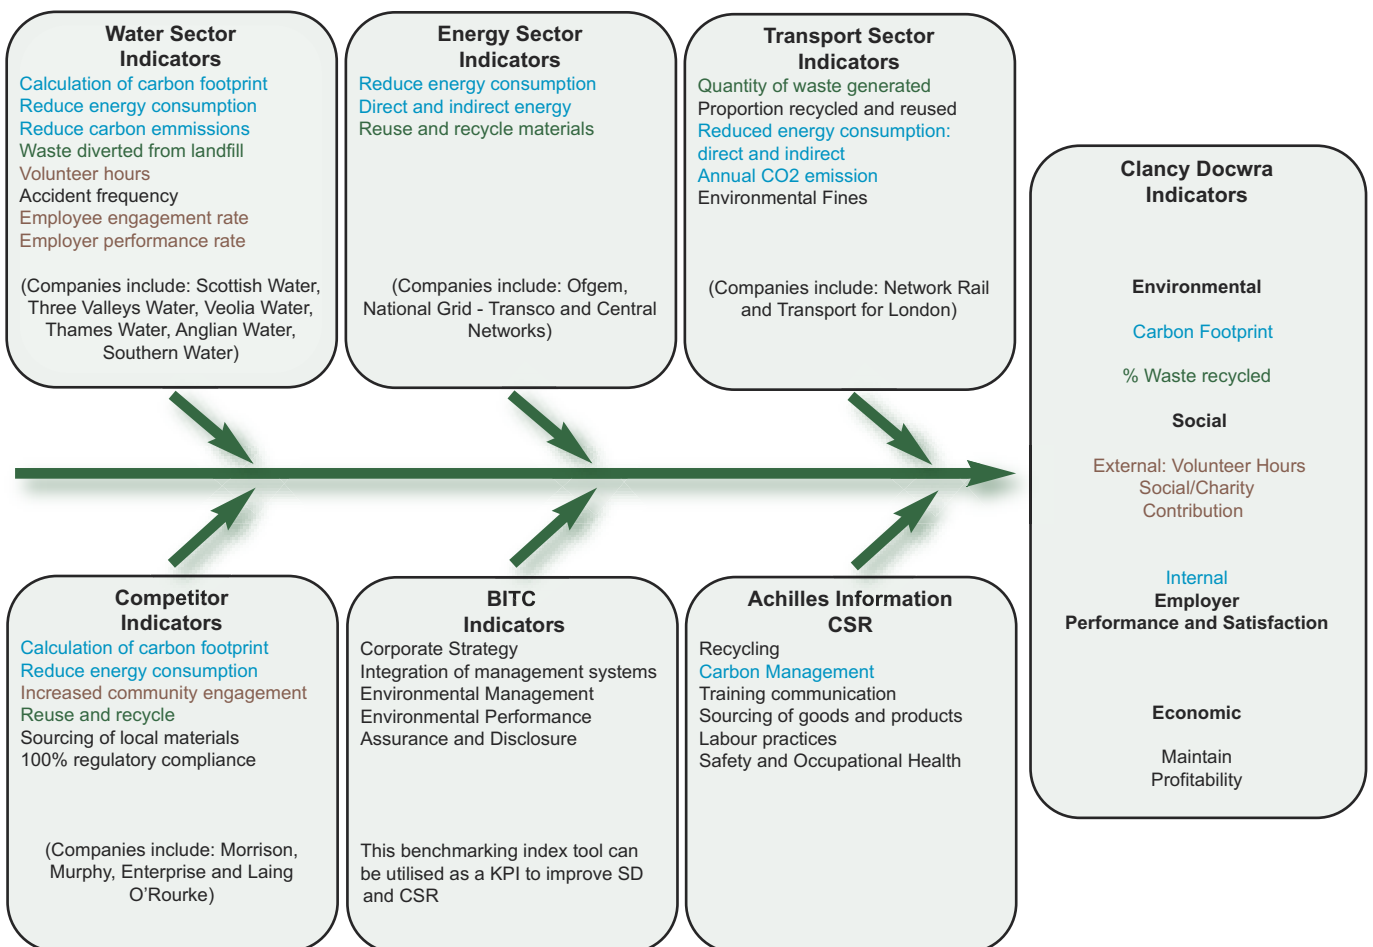 Water Sector
Indicators
Calculation of carbon footprint
Reduce energy consumption
Reduce carbon emmissions
Waste diverted from landfill
Volunteer hours
Accident frequency
Employee engagement rate
Employer performance rate
(Companies include: Scottish Water,
Three Valleys Water, Veolia Water,
Thames Water, Anglian Water,
Southern Water)
Energy Sector
Indicators
Reduce energy consumption
Direct and indirect energy
Reuse and recycle materials
(Companies include: Ofgem,
National Grid - Transco and Central
Networks)
Transport Sector
Indicators
Quantity of waste generated
Proportion recycled and reused
Reduced energy consumption:
direct and indirect
Annual CO2 emission
Environmental Fines
(Companies include: Network Rail
and Transport for London)
Competitor
Indicators
Calculation of carbon footprint
Reduce energy consumption
Increased community engagement
Reuse and recycle
Sourcing of local materials
100% regulatory compliance
(Companies include: Morrison,
Murphy, Enterprise and Laing
O’Rourke)
BITC
Indicators
Corporate Strategy
Integration of management systems
Environmental Management
Environmental Performance
Assurance and Disclosure
This benchmarking index tool can
be utilised as a KPI to improve SD
and CSR
Achilles Information
CSR
Recycling
Carbon Management
Training communication
Sourcing of goods and products
Labour practices
Safety and Occupational Health
Clancy Docwra
Indicators
Environmental
Carbon Footprint
% Waste recycled
Social
External: Volunteer Hours
Social/Charity
Contribution
Internal
Employer
Performance and Satisfaction
Economic
Maintain
Profitability